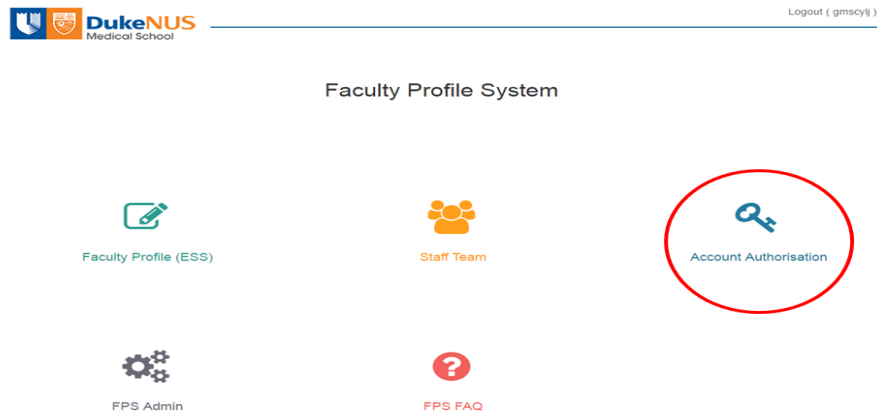 DukeNUS
Medical School
Logout ( gmscylj )
Faculty Profile System
Faculty Profile (ESS)
Staff Team
Account Authorisation
FPS Admin
?
FPS FAQ